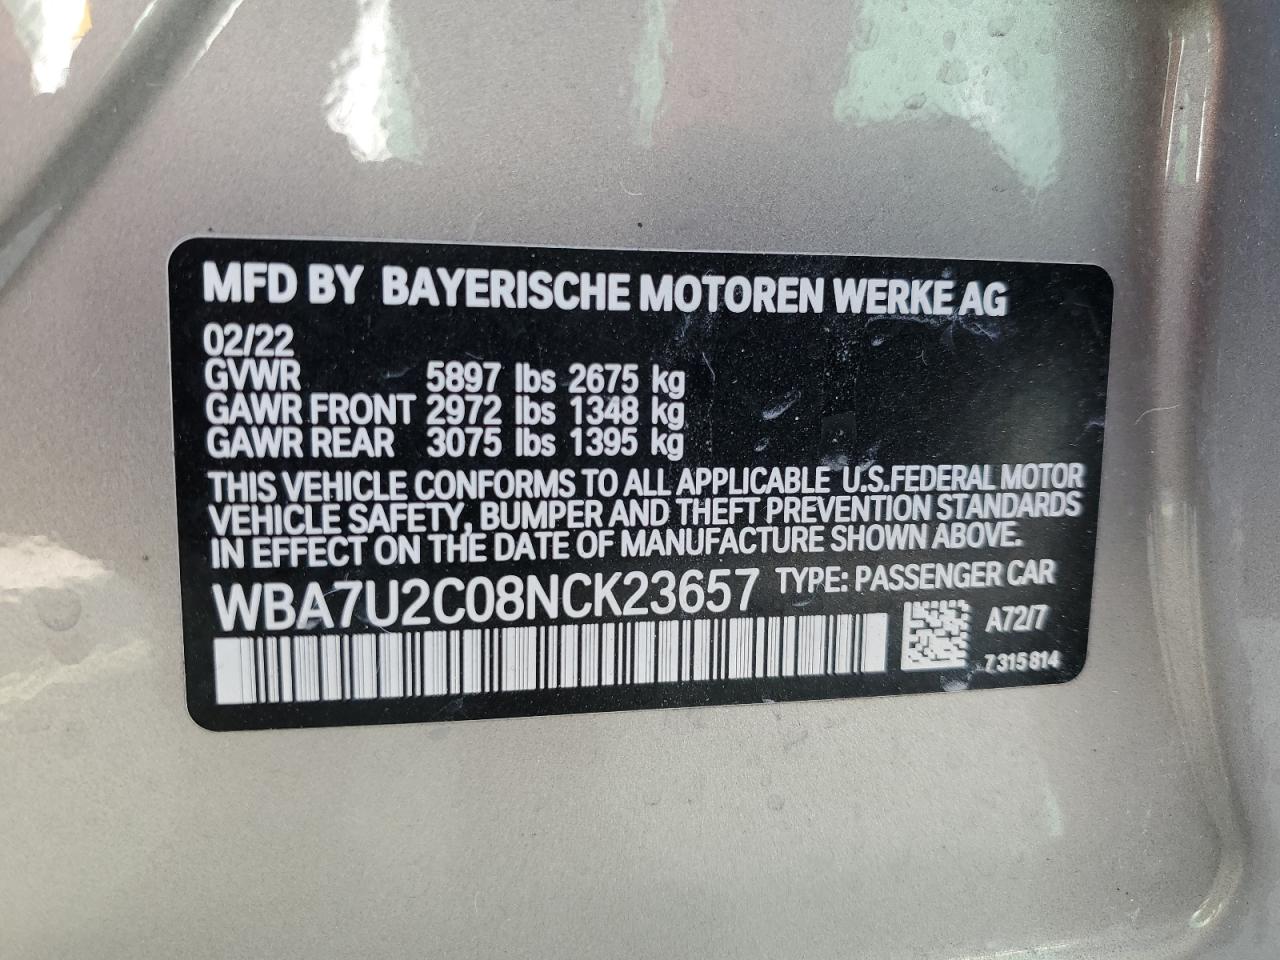 MFD BY BAYERISCHE MOTOREN WERKE AG
02/22
GVWR 5897 lbs 2675 kg
GAWR FRONT 2972 lbs 1348 kg
GAWR REAR 3075 lbs 1395 kg
THIS VEHICLE CONFORMS TO ALL APPLICABLE U.S.FEDERAL MOTOR
VEHICLE SAFETY, BUMPER AND THEFT PREVENTION STANDARDS
IN EFFECT ON THE DATE OF MANUFACTURE SHOWN ABOVE.
WBA7U2C08NCK23657 TYPE: PASSENGER CAR
A72/7
7 315 814